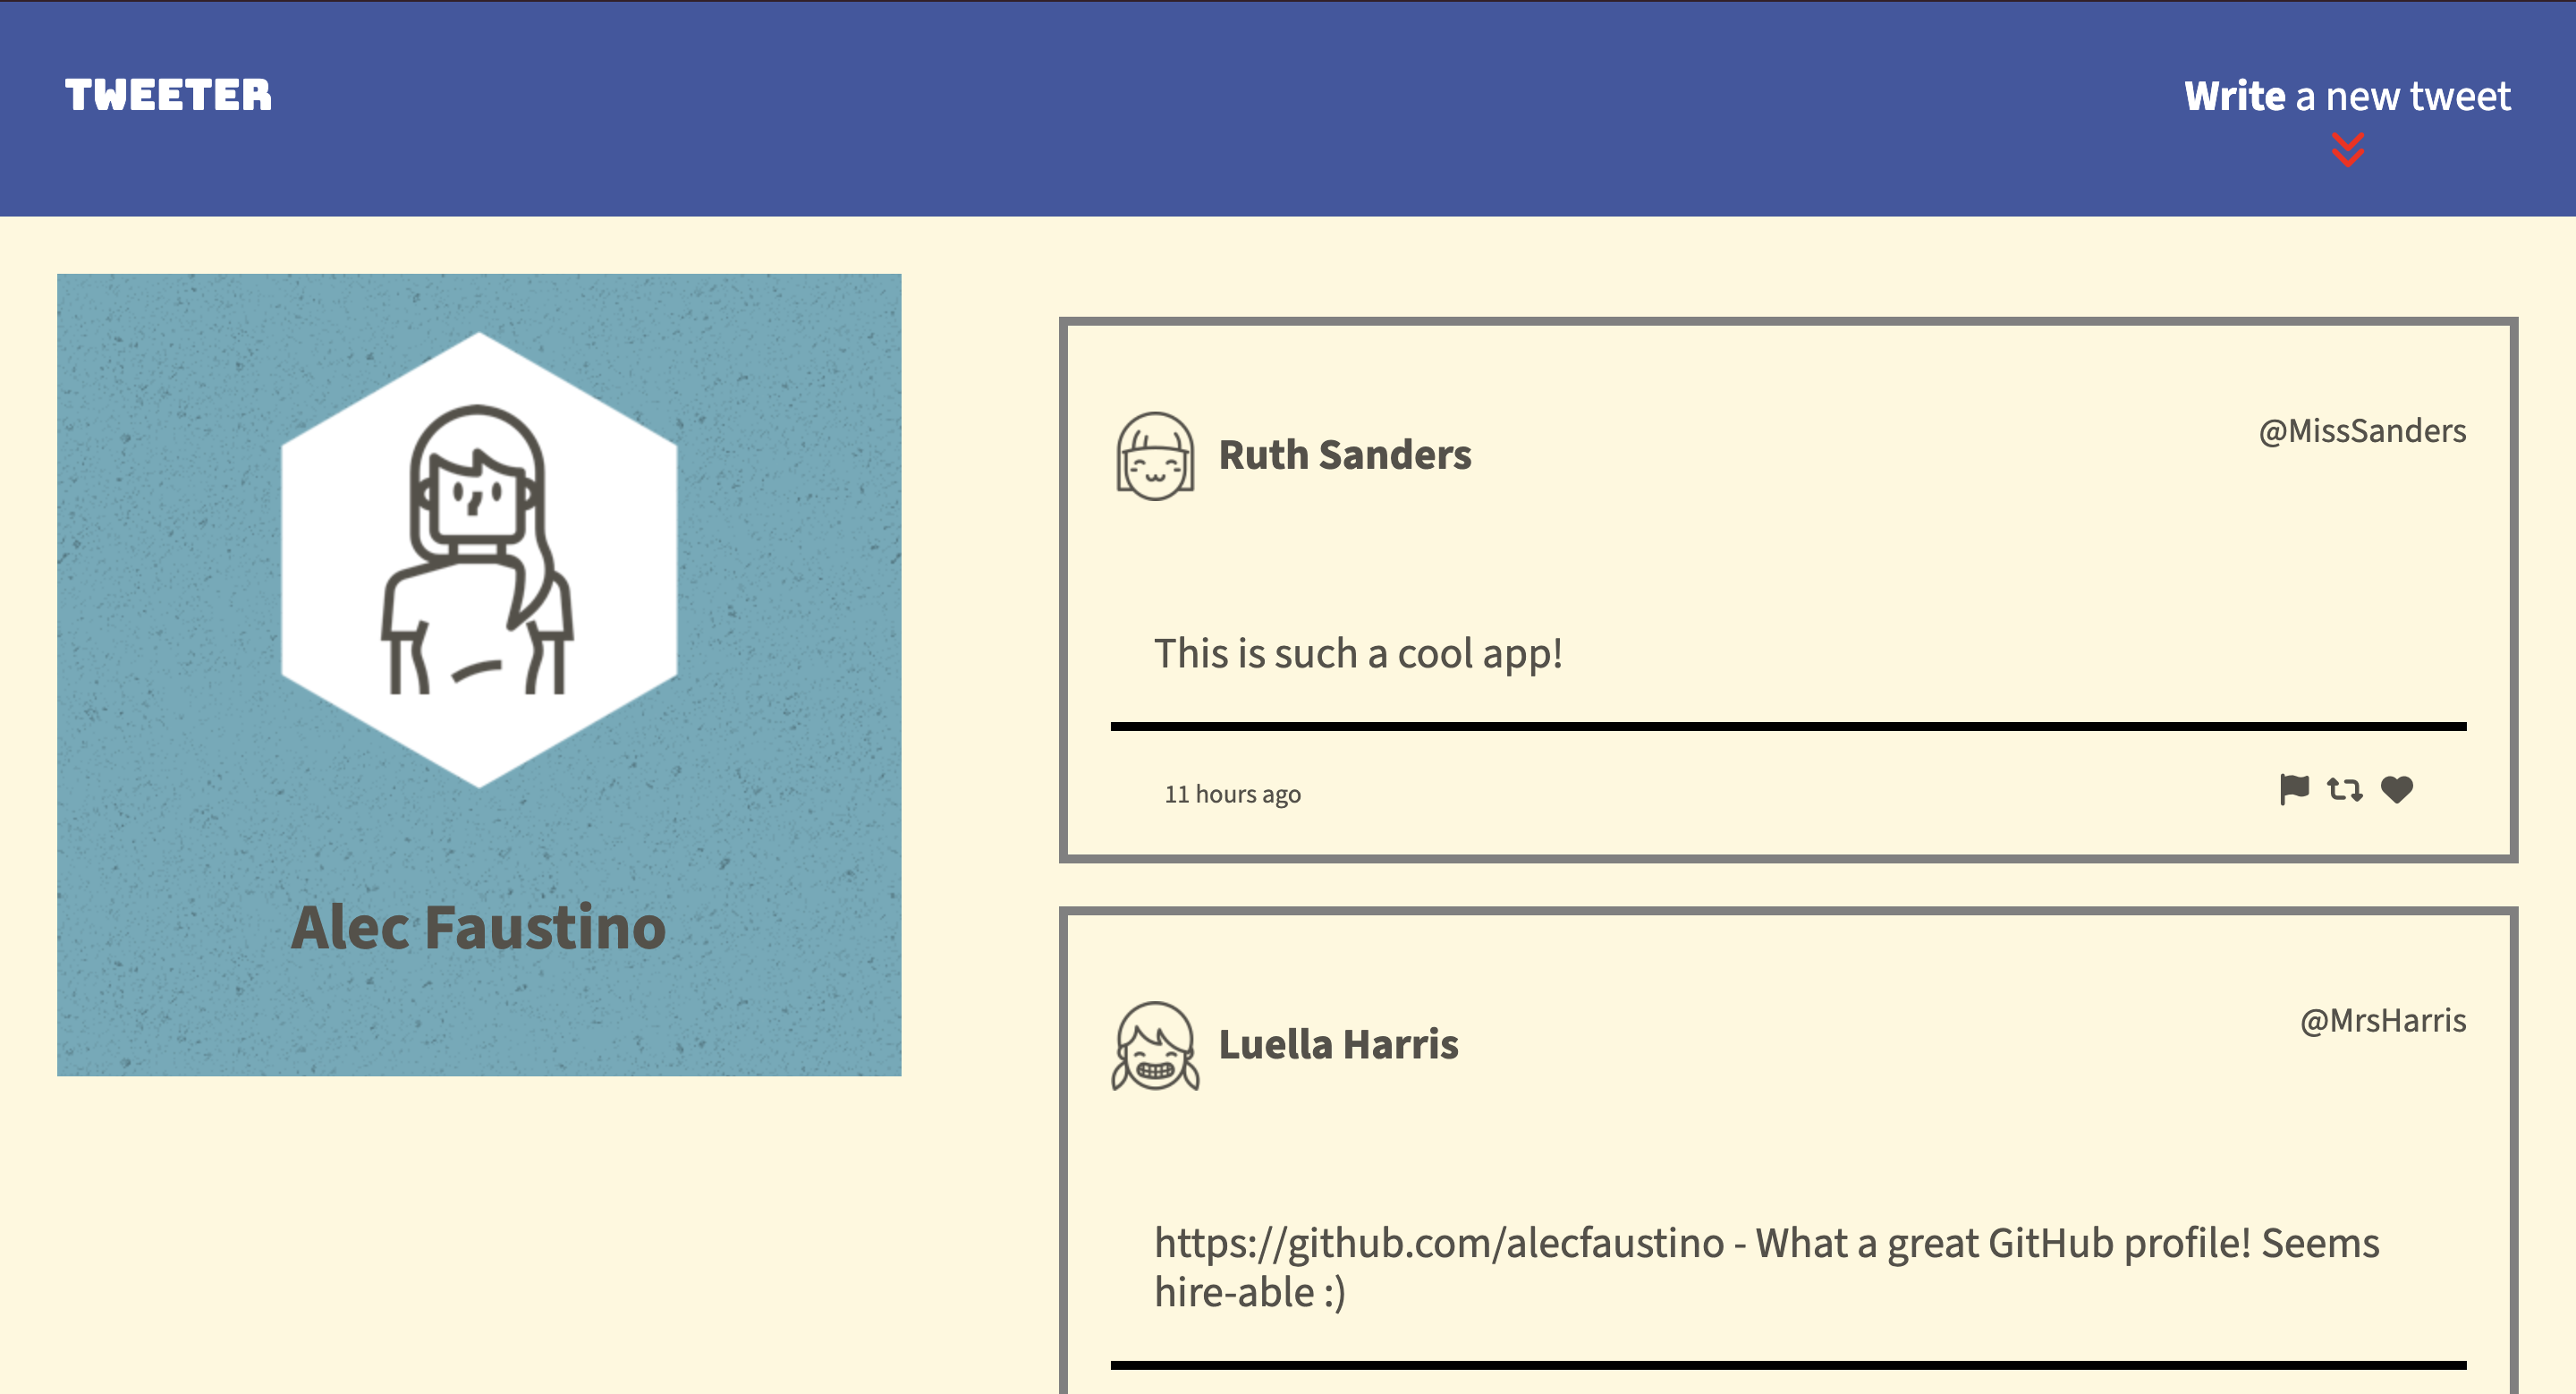 TWEETER
Write a new tweet
Alec Faustino
Ruth Sanders
@MissSanders
This is such a cool app!
11 hours ago
Luella Harris
@MrsHarris
https://github.com/alecfaustino - What a great GitHub profile! Seems
hire-able :)